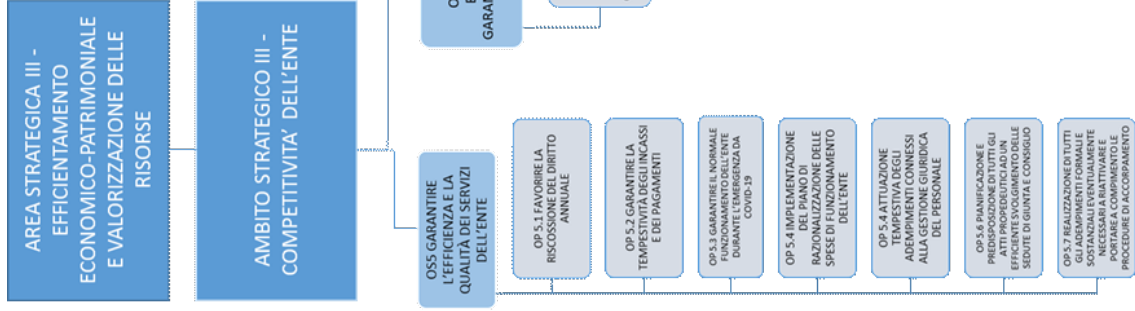 AREA STRATEGICA III -
EFFICIENTAMENTO
ECONOMICO-PATRIMONIALE
E VALORIZZAZIONE DELLE
RISORSE
AMBITO STRATEGICO III -
COMPETITIVITA' DELL'ENTE
OS5 GARANTIRE
L'EFFICIENZA E LA
QUALITÀ DEI SERVIZI
DELL'ENTE
GARAN
OP 5.1 FAVORIRE LA
RISCOSSIONE DEL DIRITTO
ANNUALE
OP 5.2 GARANTIRE LA
TEMPESTIVITÀ DEGLI INCASSI
E DEI PAGAMENTI
OP 5.3 GARANTIRE IL NORMALE
FUNZIONAMENTO DELL'ENTE
DURANTE L'EMERGENZA DA
COVID-19
OP 5.4 IMPLEMENTAZIONE
DEL PIANO DI
RAZIONALIZZAZIONE DELLE
SPESE DI FUNZIONAMENTO
DELL'ENTE
OP 5.4 ATTUAZIONE
TEMPESTIVA DEGLI
ADEMPIMENTI CONNESSI
ALLA GESTIONE GIURIDICA
DEL PERSONALE
OP 5.6 PIANIFICAZIONE E
PREDISPOSIZIONE DI TUTTI GLI
ATTI PROPEDEUTICI AD UN
EFFICIENTE SVOLGIMENTO DELLE
SEDUTE DI GIUNTA E CONSIGLIO
OP 5.7 REALIZZAZIONE DI TUTTI
GLI ADEMPIMENTI FORMALI E
SOSTANZIALI EVENTUALMENTE
NECESSARI A RIATTIVARE E
PORTARE A COMPIMENTO LE
PROCEDURE DI ACCORPAMENTO